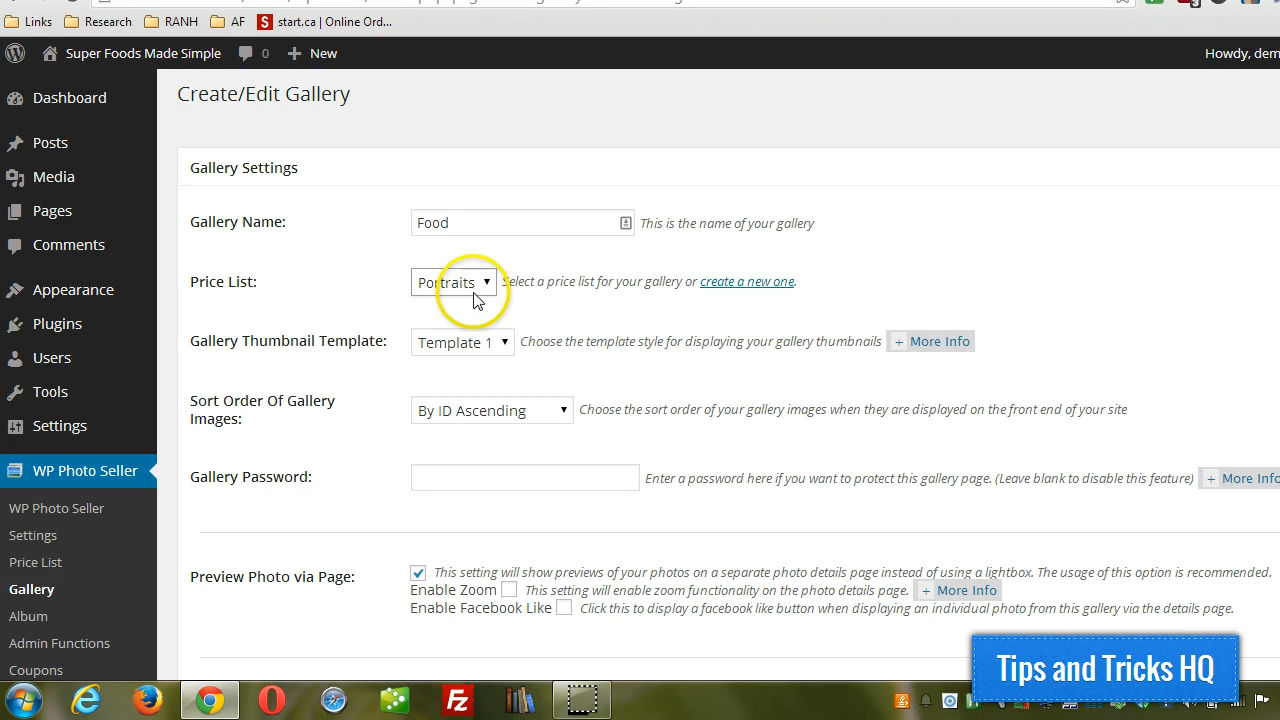 Links Research RANH AF S start.ca | Online Ord...
Super Foods Made Simple 0 New Howdy, dem
Create/Edit Gallery
Dashboard
Posts
Media
Pages
Comments
Appearance
Plugins
Users
Tools
Settings
WP Photo Seller
WP Photo Seller
Settings
Price List
Gallery
Album
Admin Functions
Coupons
Gallery Settings
Gallery Name: Food This is the name of your gallery
Price List: Portraits Select a price list for your gallery or create a new one.
Gallery Thumbnail Template: Template 1 Choose the template style for displaying your gallery thumbnails + More Info
Sort Order Of Gallery
Images: By ID Ascending Choose the sort order of your gallery images when they are displayed on the front end of your site
Gallery Password: Enter a password here if you want to protect this gallery page. (Leave blank to disable this feature) + More Info
Preview Photo via Page: This setting will show previews of your photos on a separate photo details page instead of using a lightbox. The usage of this option is recommended.
Enable Zoom This setting will enable zoom functionality on the photo details page. + More Info
Enable Facebook Like Click this to display a facebook like button when displaying an individual photo from this gallery via the details page.
Tips and Tricks HQ
Fz